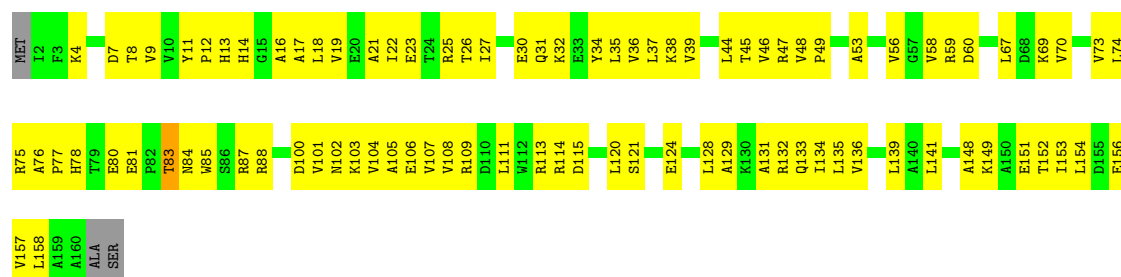 MET I2 F3 K4 D7 T8 V9 V10 Y11 P12 H13 H14 G15 A16 A17 L18 V19 E20 A21 I22 E23 T24 R25 T26 I27 E30 Q31 K32 E33 Y34 L35 V36 L37 K38 V39 L44 T45 V46 R47 V48 P49 A53 V56 G57 V58 R59 D60 L67 D68 K69 V70 V73 L74
R75 A76 P77 H78 T79 E80 E81 P82 T83 N84 W85 S86 R87 R88 D100 V101 N102 K103 V104 A105 E106 V107 V108 R109 D110 L111 W112 R113 R114 D115 L120 S121 E124 L128 A129 K130 A131 R132 Q133 I134 L135 V136 L139 A140 L141 A148 K149 A150 E151 T152 I153 L154 D155 E156
V157 L158 A159 A160 ALA SER